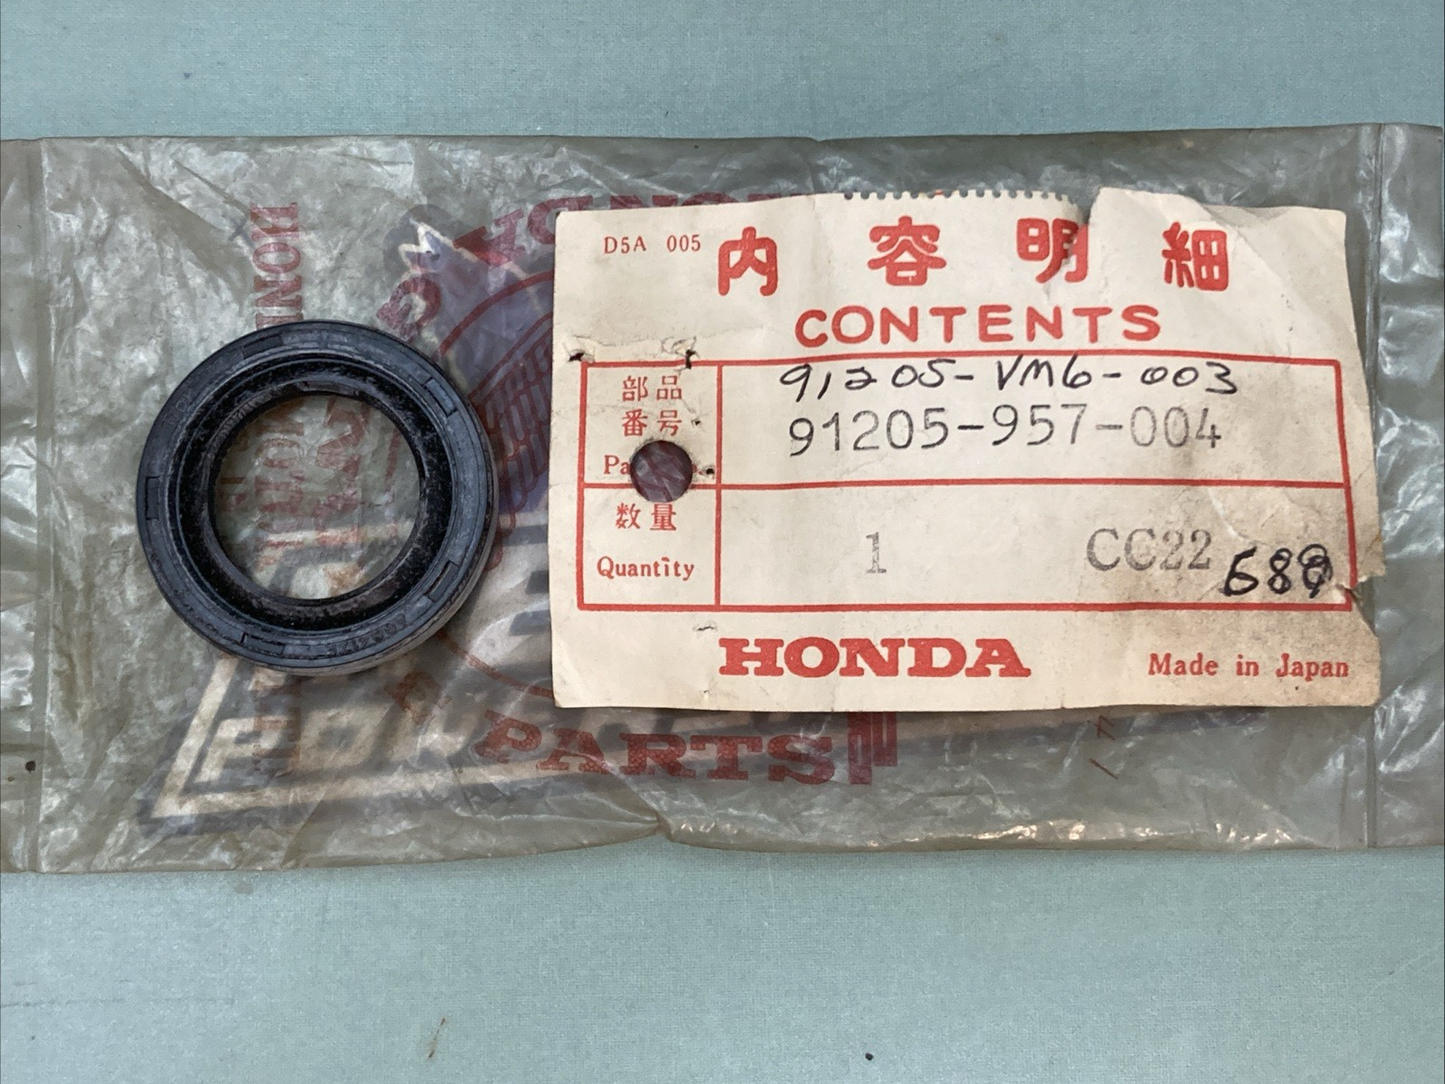 D5A 005
内容明細
CONTENTS
部品
番号
91205-VM6-003
91205-957-004
数量
Quantity
1
CC22
HONDA
Made in Japan
PARTS